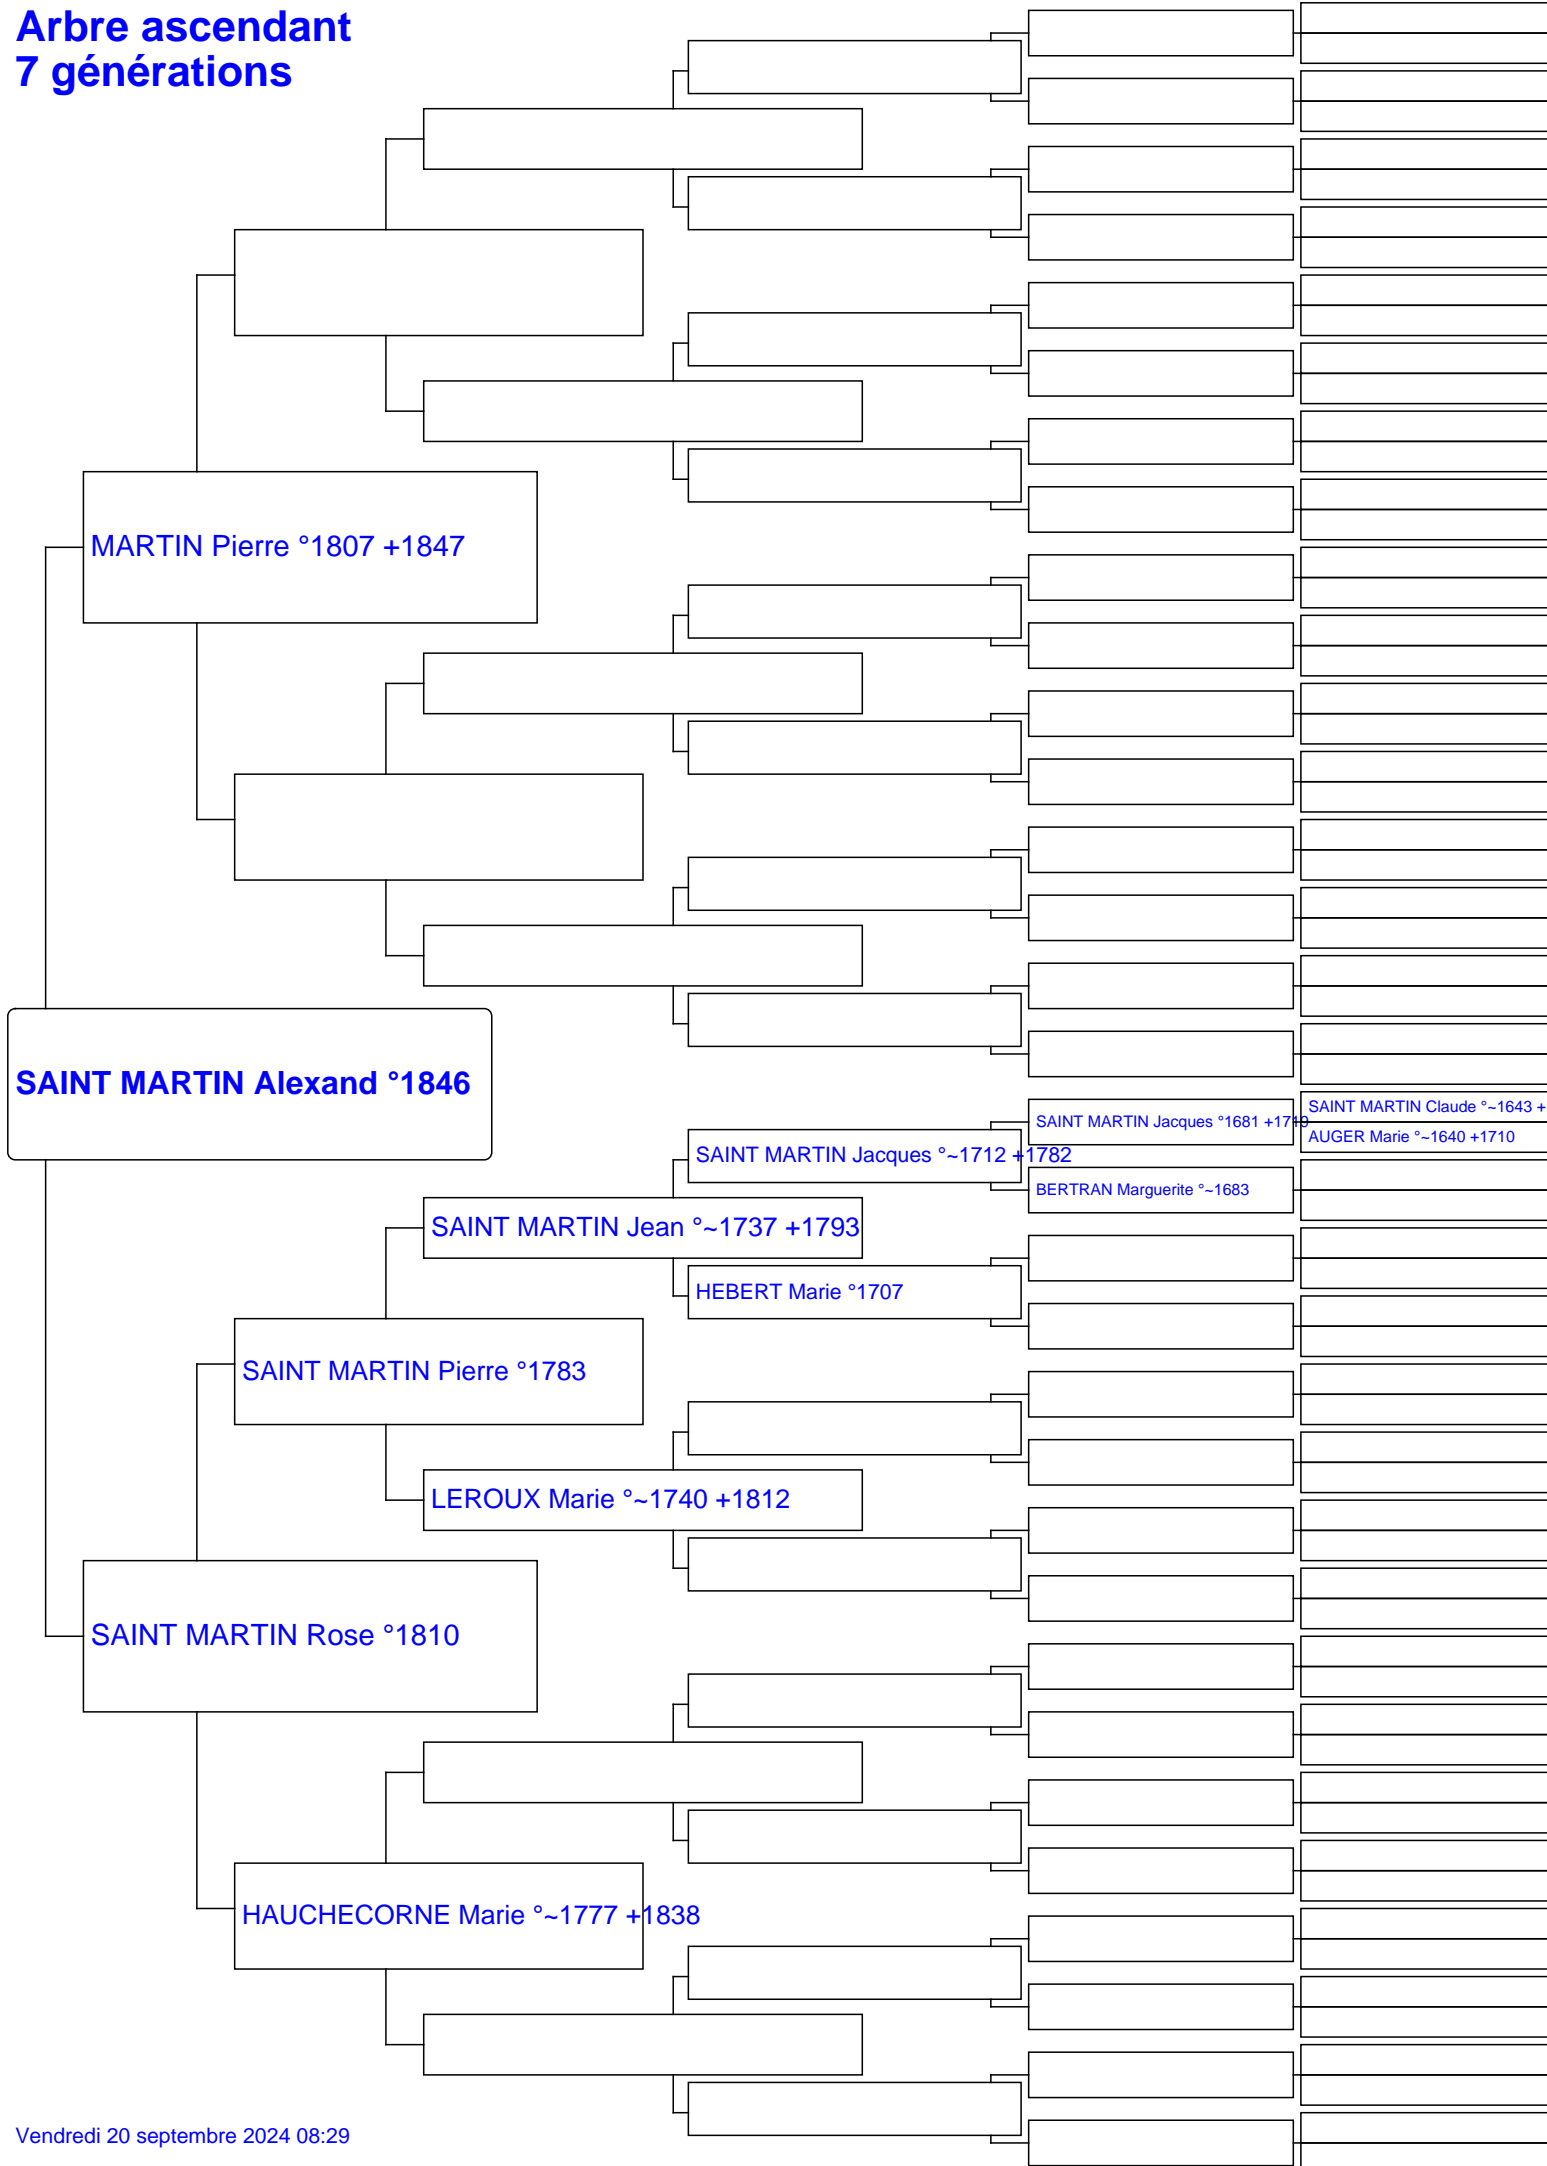 Arbre ascendant
7 générations
MARTIN Pierre °1807 +1847
SAINT MARTIN Alexand °1846
SAINT MARTIN Claude °~1643 +
SAINT MARTIN Jacques °1681 +1719
AUGER Marie °~1640 +1710
SAINT MARTIN Jacques °~1712 +1782
BERTRAN Marguerite °~1683
SAINT MARTIN Jean °~1737 +1793
HEBERT Marie °1707
SAINT MARTIN Pierre °1783
LEROUX Marie °~1740 +1812
SAINT MARTIN Rose °1810
HAUCHECORNE Marie °~1777 +1838
Vendredi 20 septembre 2024 08:29